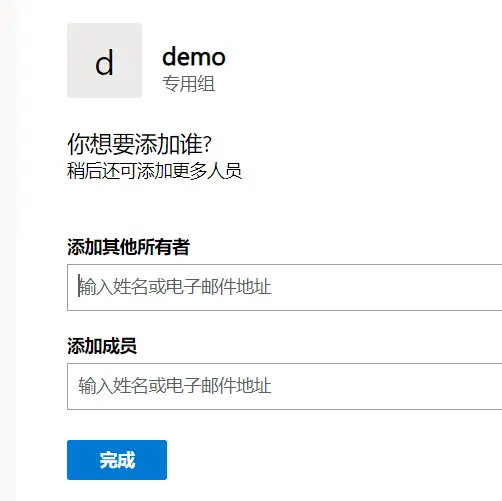 d
demo
专用组
你想要添加谁?
稍后还可添加更多人员
添加其他所有者
输入姓名或电子邮件地址
添加成员
输入姓名或电子邮件地址
完成